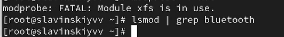 modprobe: FATAL: Module xfs is in use.
[root@slavinskiyvv ~]# lsmod | grep bluetooth
[root@slavinskiyvv ~]#